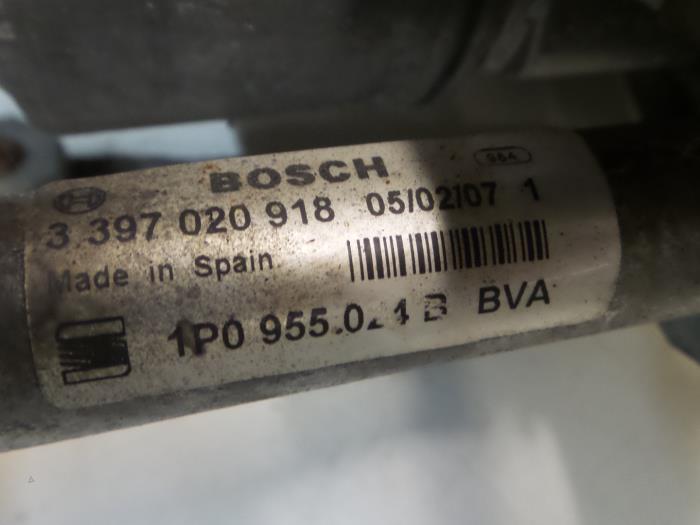 BOSCH
3 397 020 918 05/02/07 1
Made in Spain
1P0 BVA